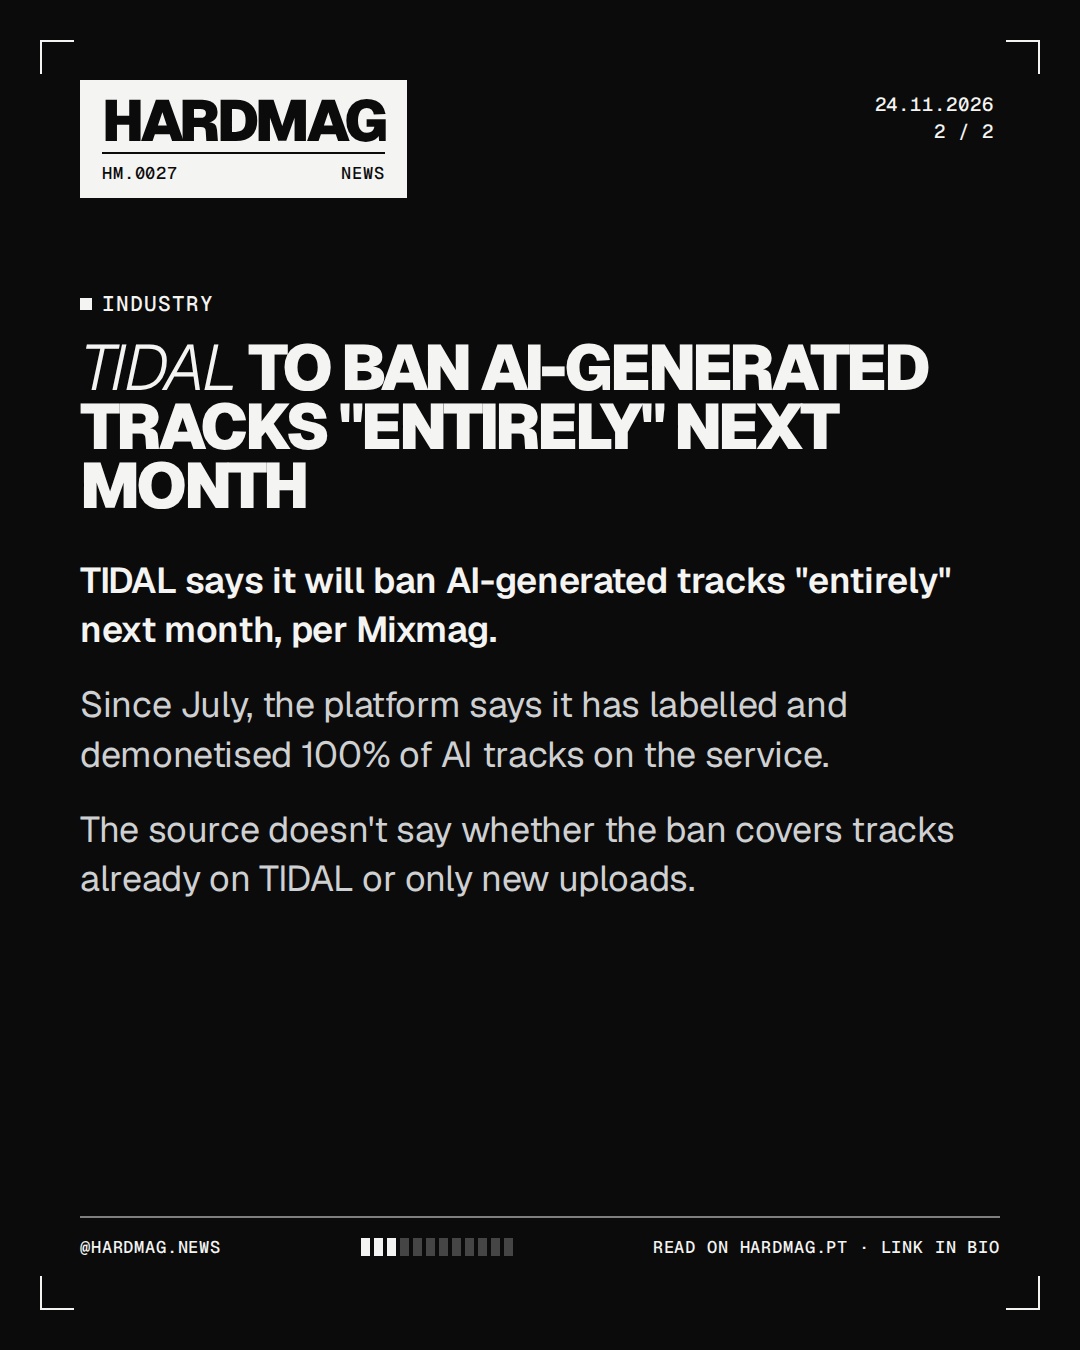 HARDMAG
HM.0027 NEWS
24.11.2026
2 / 2
INDUSTRY
TIDAL TO BAN AI-GENERATED
TRACKS "ENTIRELY" NEXT
MONTH
TIDAL says it will ban AI-generated tracks "entirely"
next month, per Mixmag.
Since July, the platform says it has labelled and
demonetised 100% of AI tracks on the service.
The source doesn't say whether the ban covers tracks
already on TIDAL or only new uploads.
@HARDMAG.NEWS
READ ON HARDMAG.PT · LINK IN BIO